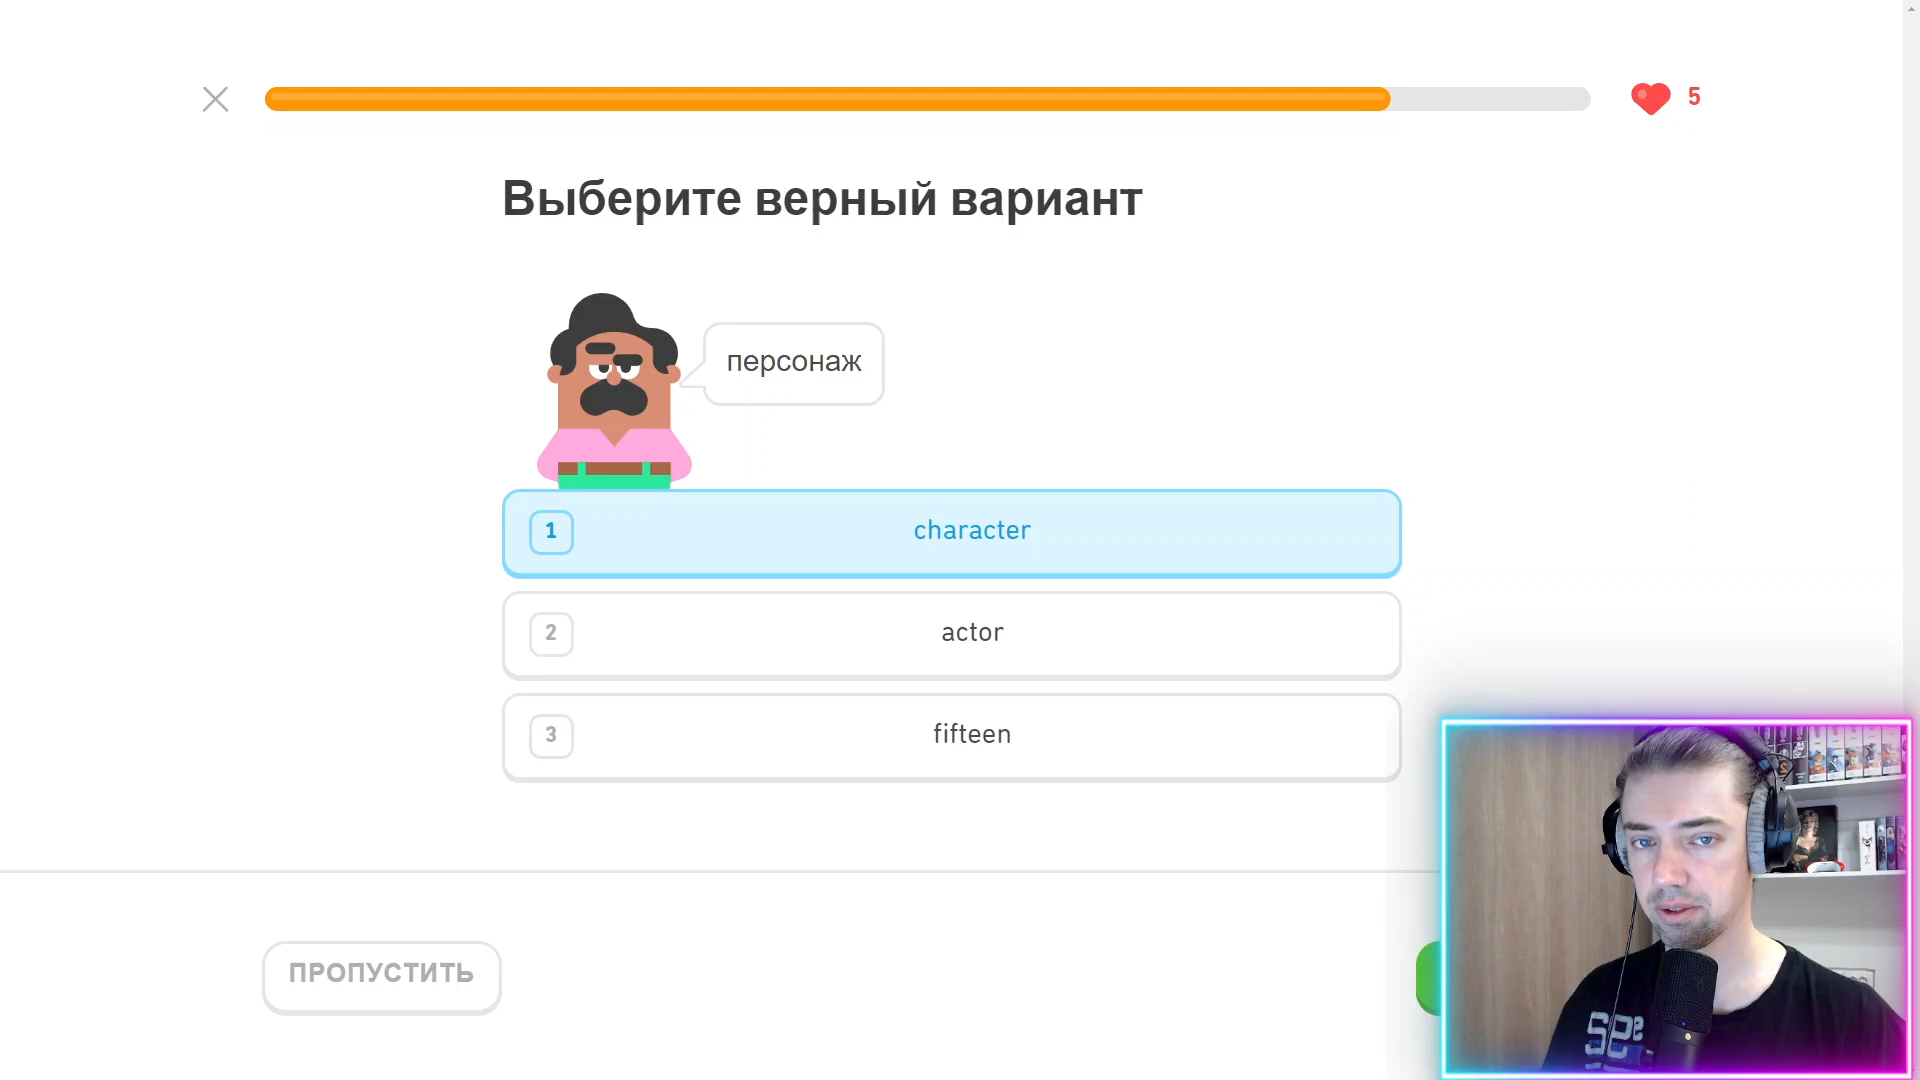 5
Выберите верный вариант
персонаж
1 character
2 actor
3 fifteen
ПРОПУСТИТЬ